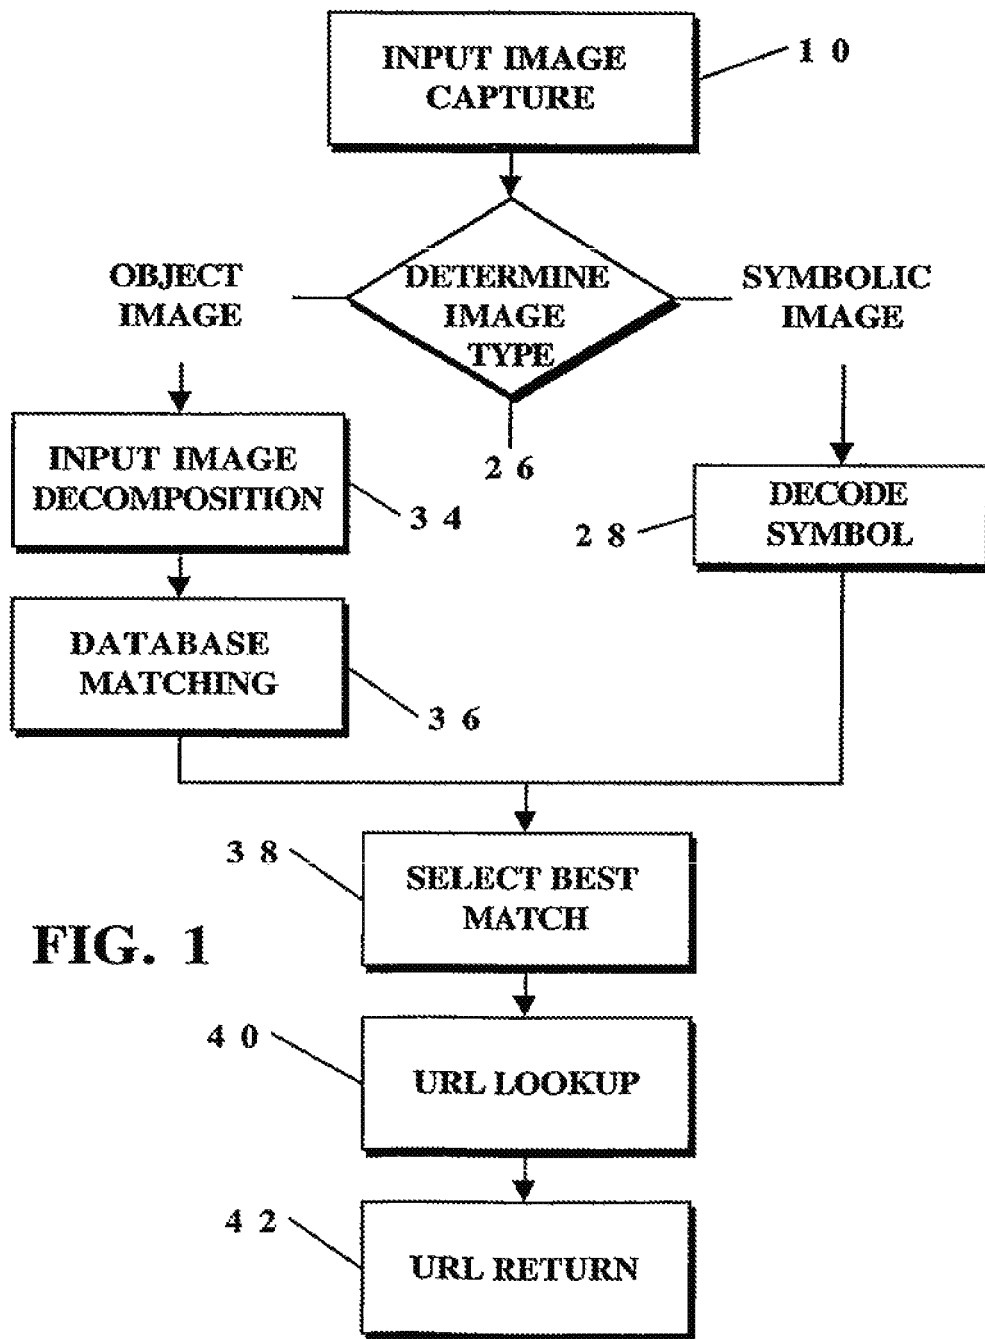 INPUT IMAGE
CAPTURE
1 0
DETERMINE
IMAGE
TYPE
2 6
OBJECT
IMAGE
SYMBOLIC
IMAGE
INPUT IMAGE
DECOMPOSITION
3 4
DECODE
SYMBOL
2 8
DATABASE
MATCHING
3 6
SELECT BEST
MATCH
3 8
FIG. 1
URL LOOKUP
4 0
URL RETURN
4 2